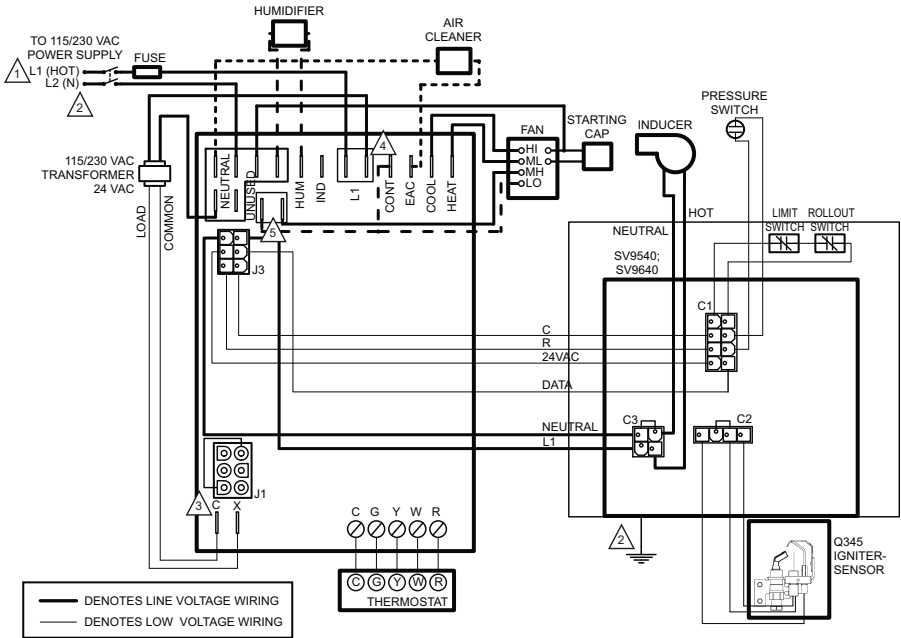 HUMIDIFIER
AIR
CLEANER
TO 115/230 VAC
POWER SUPPLY
FUSE
1
L1 (HOT)
L2 (N)
2
PRESSURE
SWITCH
STARTING
CAP
FAN
INDUCER
HI
ML
MH
LO
4
115/230 VAC
TRANSFORMER
24 VAC
NEUTRAL
UNUSED
HUM
IND
L1
CONT
EAC
COOL
HEAT
LOAD
COMMON
5
J3
HOT
NEUTRAL
LIMIT
SWITCH
ROLLOUT
SWITCH
SV9540;
SV9640
C1
C
R
24VAC
DATA
NEUTRAL
L1
C3
C2
J1
3
C
X
C G Y W R
C G Y W R
THERMOSTAT
2
Q345
IGNITER-
SENSOR
DENOTES LINE VOLTAGE WIRING
DENOTES LOW VOLTAGE WIRING